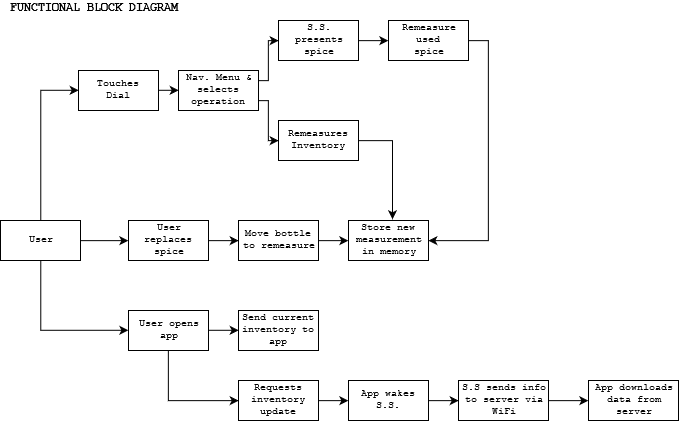 FUNCTIONAL BLOCK DIAGRAM
S.S.
presents
spice
Remeasure
used
spice
Touches
Dial
Nav. Menu &
selects
operation
Remeasures
Inventory
User
User
replaces
spice
Move bottle
to remeasure
Store new
measurement
in memory
User opens
app
Send current
inventory to
app
Requests
inventory
update
App wakes
S.S.
S.S sends info
to server via
WiFi
App downloads
data from
server